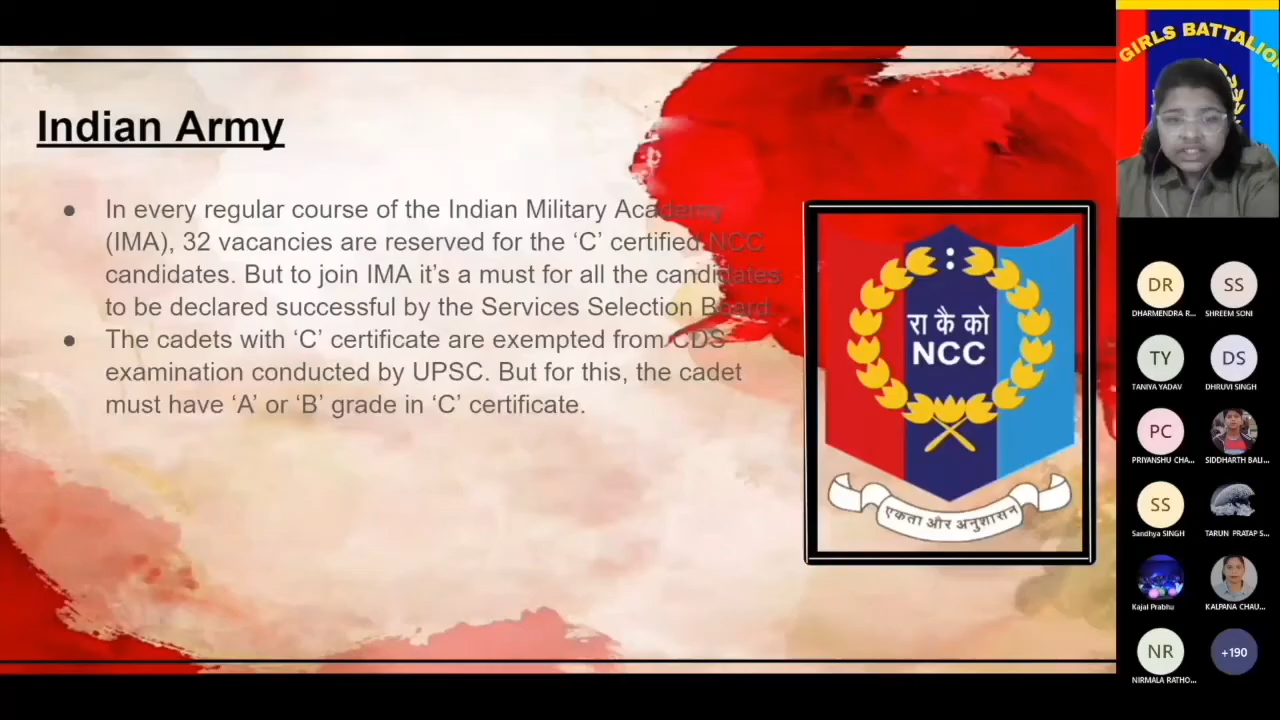 Indian Army
● In every regular course of the Indian Military Academy
(IMA), 32 vacancies are reserved for the ‘C’ certified NCC
candidates. But to join IMA it’s a must for all the candidates
to be declared successful by the Services Selection Board.
● The cadets with ‘C’ certificate are exempted from CDS
examination conducted by UPSC. But for this, the cadet
must have ‘A’ or ‘B’ grade in ‘C’ certificate.
रा कै को
NCC
एकता और अनुशासन
GIRLS BATTALION
DR
DHARMENDRA R...
SS
SHREEM SONI
TY
TANIYA YADAV
DS
DHRUVI SINGH
PC
PRIYANSHU CHA...
SIDDHARTH BALI...
SS
Sandhya SINGH
TARUN PRATAP S...
Kajal Prabhu
KALPANA CHAU...
NR
NIRMALA RATHO...
+190